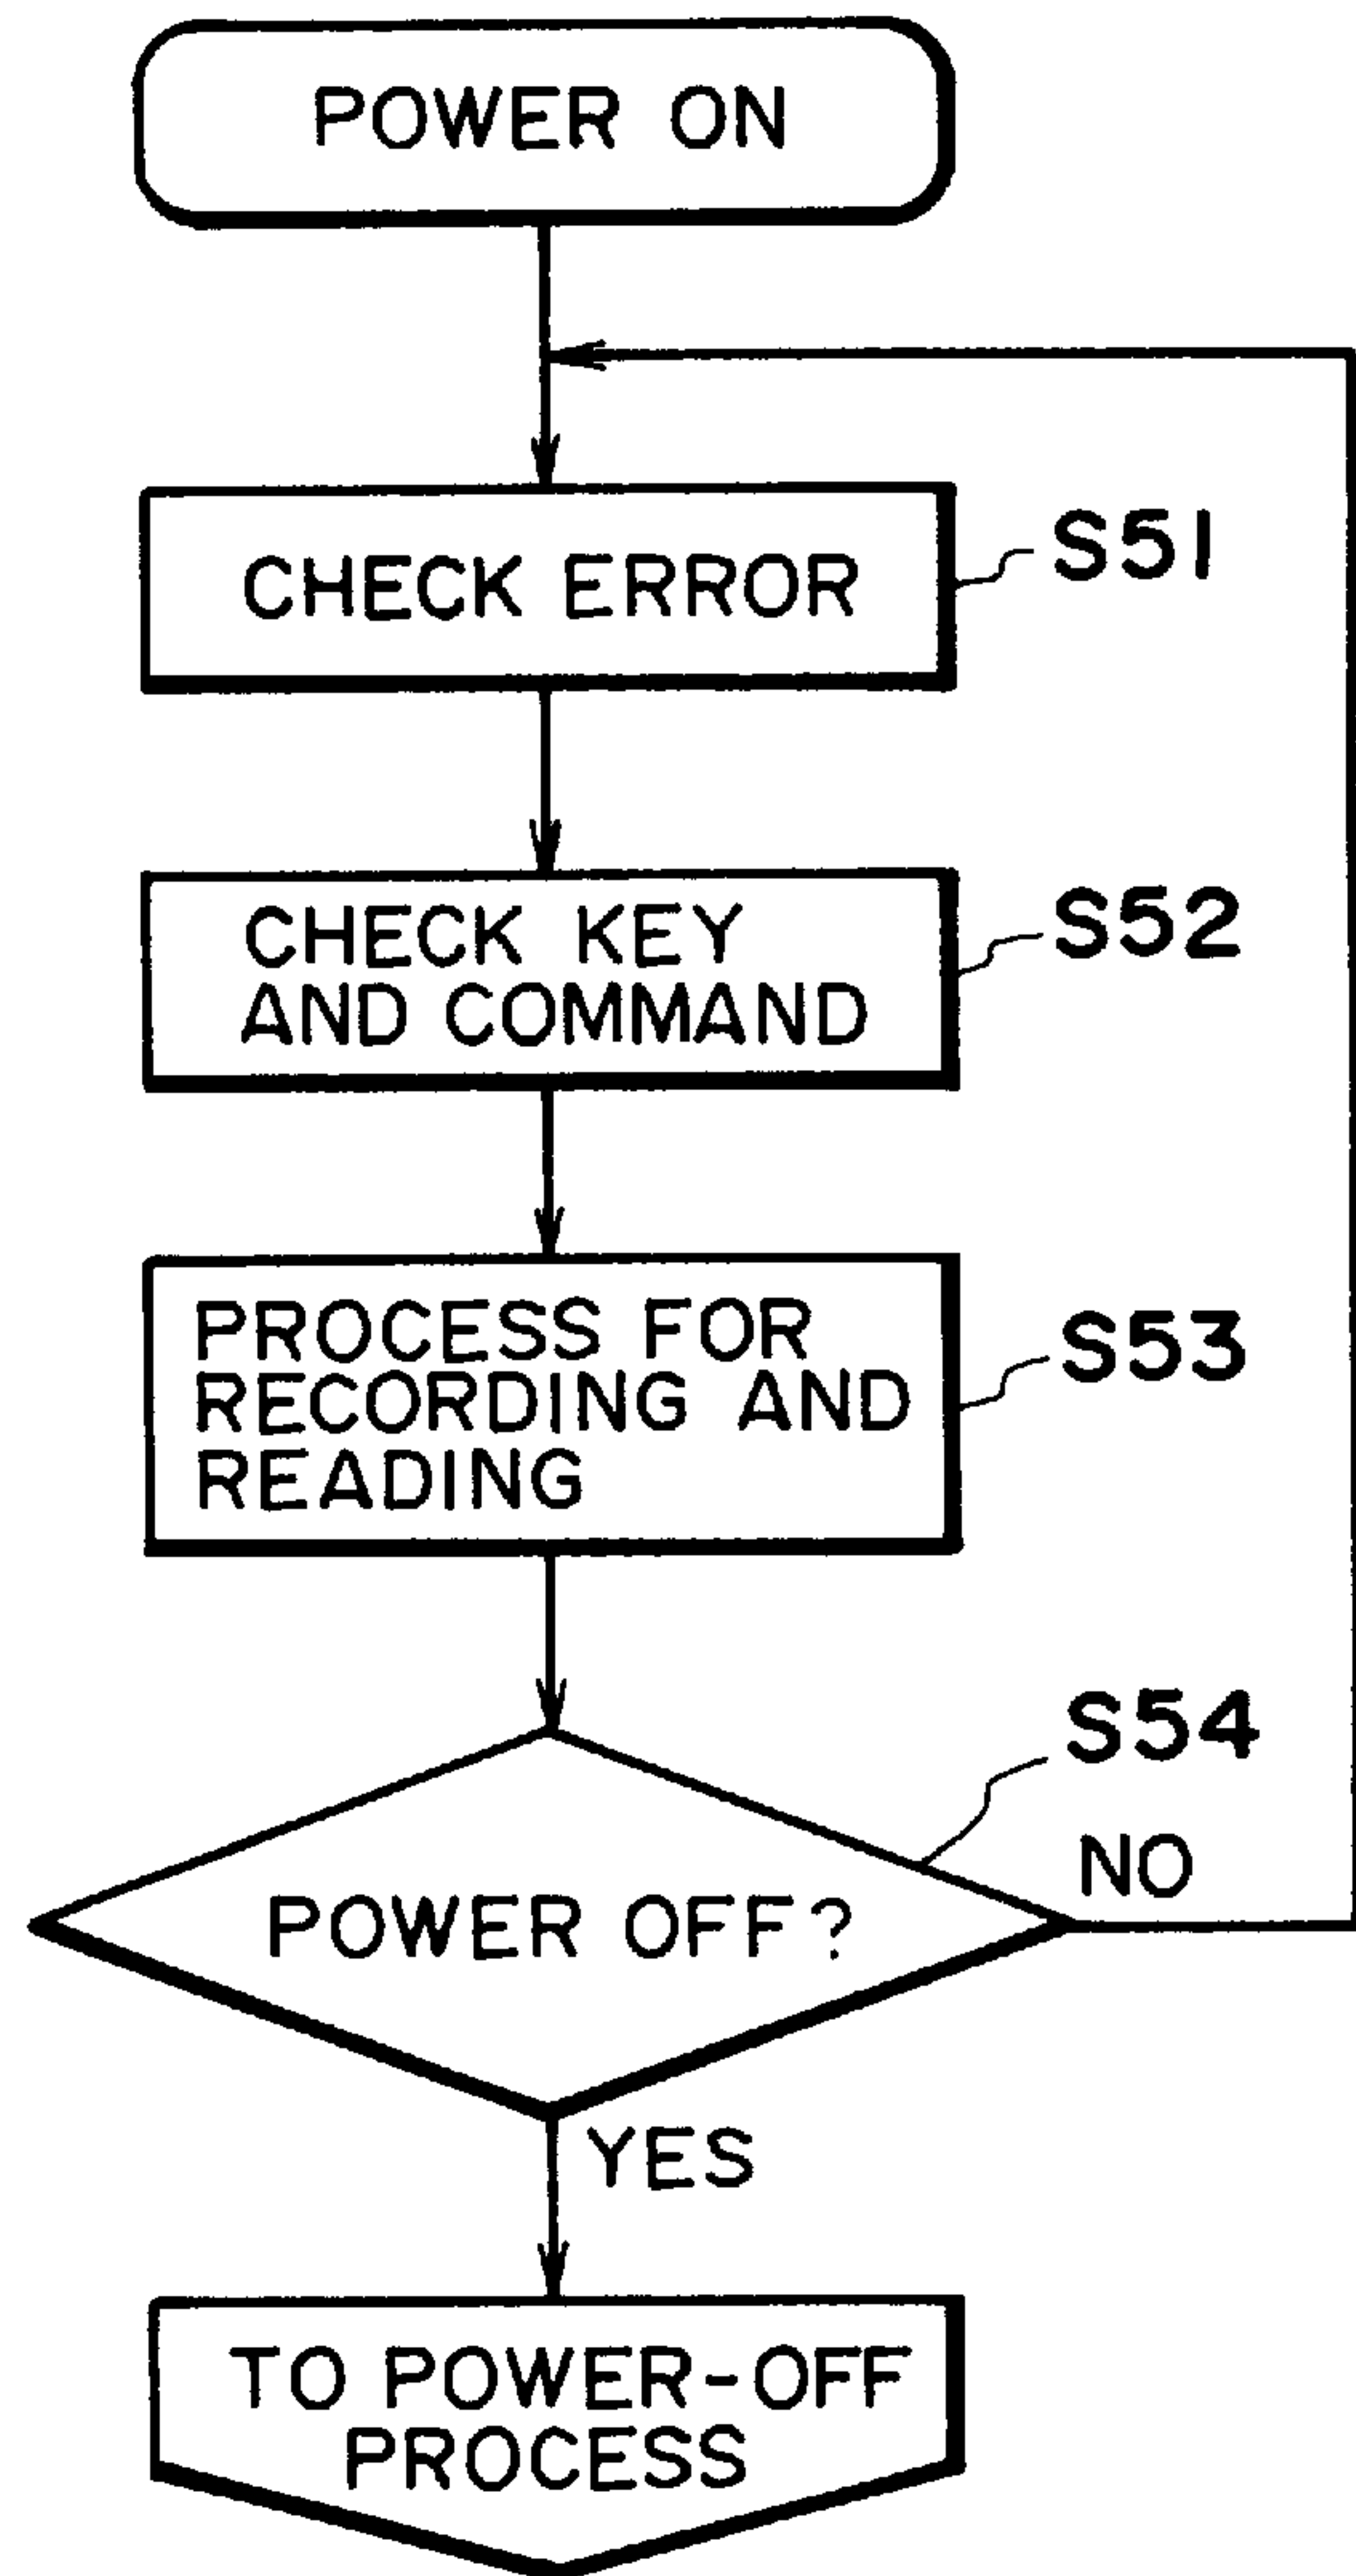 POWER ON
CHECK ERROR
S51
CHECK KEY
AND COMMAND
S52
PROCESS FOR
RECORDING AND
READING
S53
S54
POWER OFF?
NO
YES
TO POWER-OFF
PROCESS